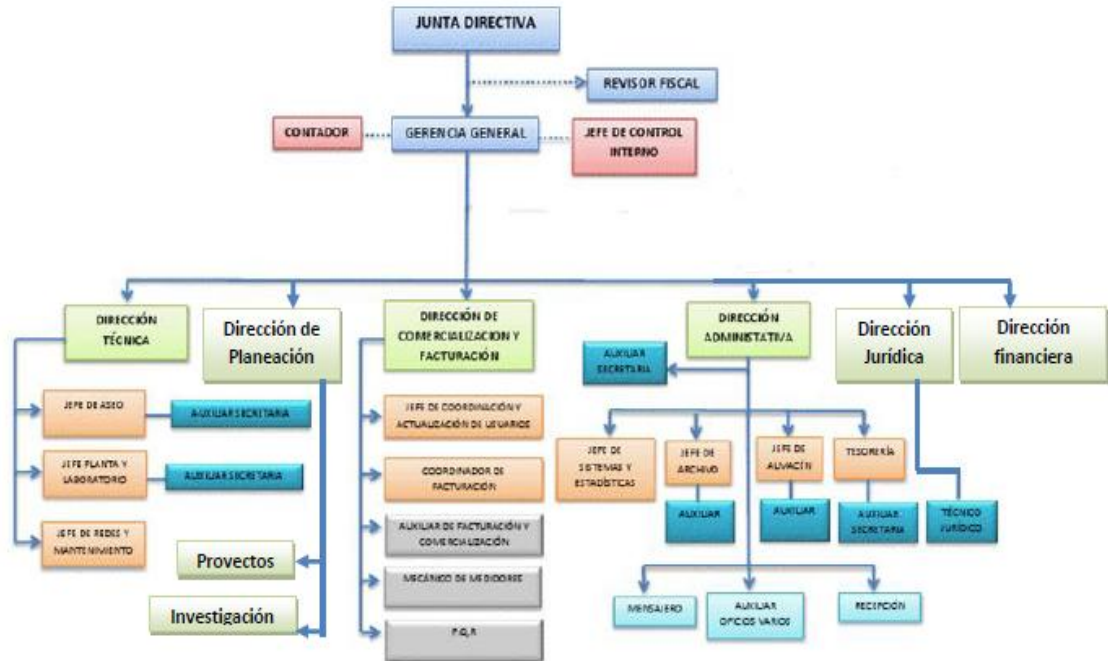 JUNTA DIRECTIVA
REVISOR FISCAL
CONTADOR
GERENCIA GENERAL
JEFE DE CONTROL
INTERNO
DIRECCIÓN
TÉCNICA
Dirección de
Planeación
DIRECCIÓN DE
COMERCIALIZACION Y
FACTURACIÓN
DIRECCIÓN
ADMINISTRATIVA
Dirección
Jurídica
Dirección
financiera
AUXILIAR
SECRETARIA
JEFE DE ASEO
AUXILIAR SECRETARIA
JEFE DE COORDINACIÓN Y
ACTUALIZACIÓN DE USUARIOS
JEFE DE
SISTEMAS Y
ESTADÍSTICAS
JEFE DE
ARCHIVO
JEFE DE
ALMACÉN
TESORERÍA
JEFE PLANTA Y
LABORATORIO
AUXILIAR SECRETARIA
COORDINADOR DE
FACTURACIÓN
AUXILIAR
AUXILIAR
AUXILIAR
SECRETARIA
TÉCNICO
JURÍDICO
JEFE DE REDES Y
MANTENIMIENTO
AUXILIAR DE FACTURACIÓN Y
COMERCIALIZACIÓN
Proyectos
MECÁNICO DE MEDIDORES
Investigación
P.Q.R
MENSAJERO
AUXILIAR
OFICIOS VARIOS
RECEPCIÓN